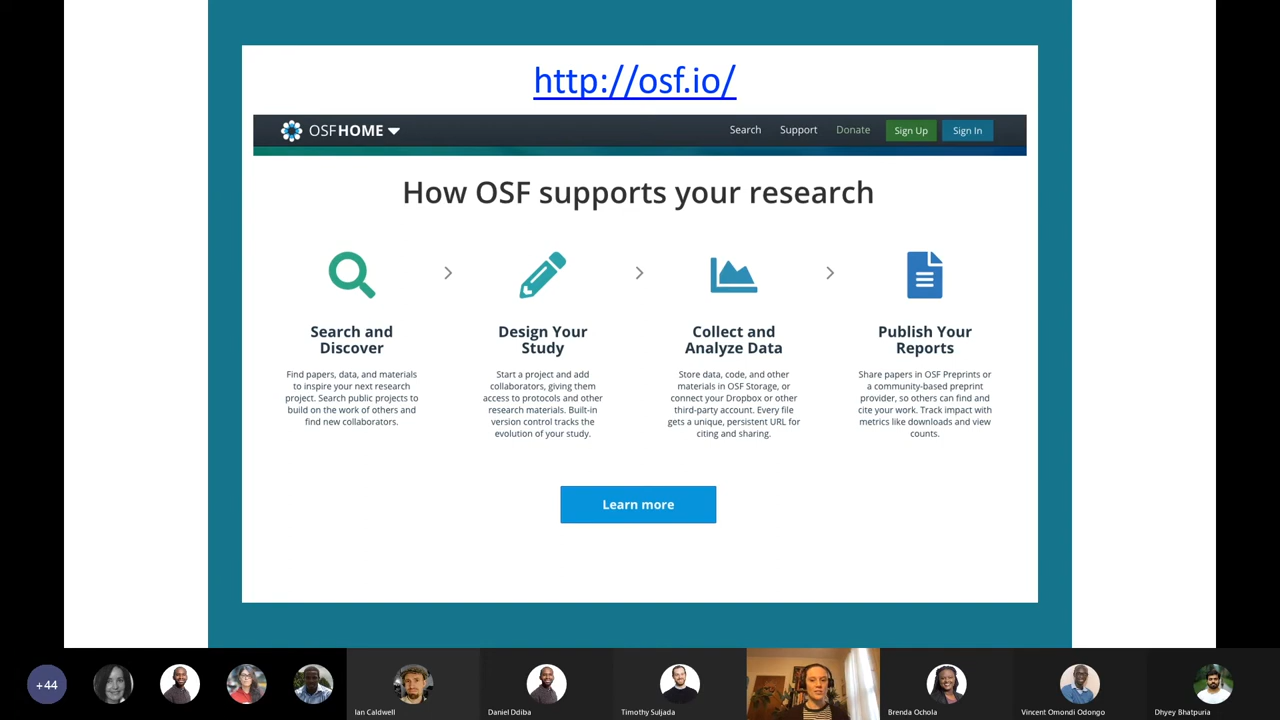 http://osf.io/
OSFHOME
Search
Support
Donate
Sign Up
Sign In
How OSF supports your research
Search and
Discover
Find papers, data, and materials
to inspire your next research
project. Search public projects to
build on the work of others and
find new collaborators.
Design Your
Study
Start a project and add
collaborators, giving them
access to protocols and other
research materials. Built-in
version control tracks the
evolution of your study.
Collect and
Analyze Data
Store data, code, and other
materials in OSF Storage, or
connect your Dropbox or other
third-party account. Every file
gets a unique, persistent URL for
citing and sharing.
Publish Your
Reports
Share papers in OSF Preprints or
a community-based preprint
provider, so others can find and
cite your work. Track impact with
metrics like downloads and view
counts.
Learn more
+44
Ian Caldwell
Daniel Ddiba
Timothy Suljada
Brenda Ochola
Vincent Omondi Odongo
Dhyey Bhatpuria